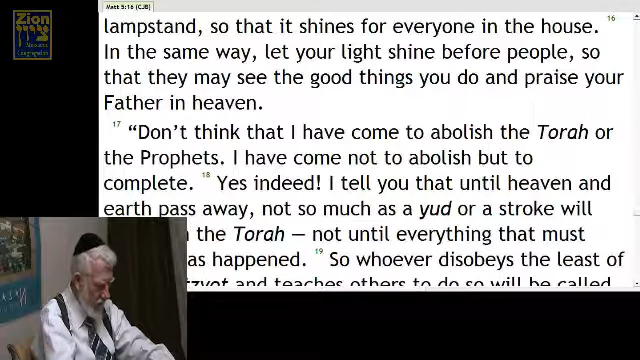 Matt 5:16 (CJB)
Zion
ציון
Messianic
Congregation
lampstand, so that it shines for everyone in the house. 16
In the same way, let your light shine before people, so
that they may see the good things you do and praise your
Father in heaven.
17 “Don’t think that I have come to abolish the Torah or
the Prophets. I have come not to abolish but to
complete. 18 Yes indeed! I tell you that until heaven and
earth pass away, not so much as a yud or a stroke will
the Torah — not until everything that must
as happened. 19 So whoever disobeys the least of
and teaches others to do so will be called